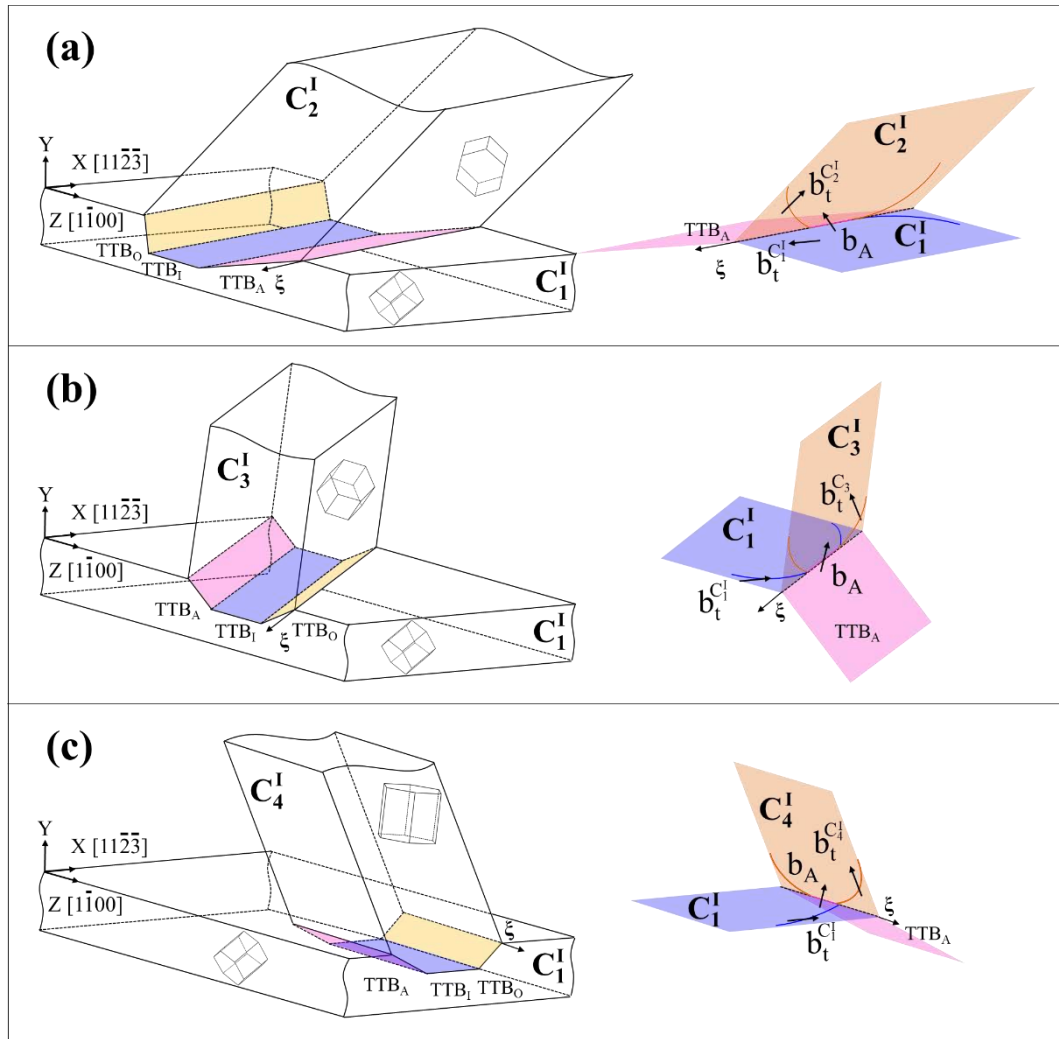 (a)
C₂ᴵ
Y
X [112̄3̄]
Z [11̄00]
TTB_O
TTB_I
TTB_A
ξ
C₁ᴵ
C₂ᴵ
b_t^{C₂ᴵ}
TTB_A
b_A
C₁ᴵ
ξ
b_t^{C₁ᴵ}
(b)
C₃ᴵ
Y
X [112̄3̄]
Z [11̄00]
TTB_A
TTB_I
ξ
TTB_O
C₁ᴵ
C₃ᴵ
b_t^{C₃}
C₁ᴵ
b_A
b_t^{C₁ᴵ}
ξ
TTB_A
(c)
C₄ᴵ
Y
X [112̄3̄]
Z [11̄00]
ξ
C₁ᴵ
TTB_A
TTB_I
TTB_O
C₄ᴵ
b_A
b_t^{C₄ᴵ}
C₁ᴵ
ξ
b_t^{C₁ᴵ}
TTB_A